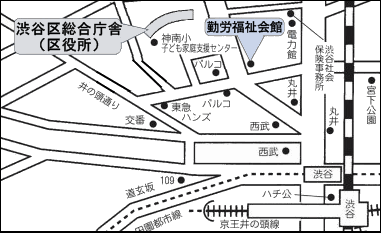 渋谷区総合庁舎
(区役所)
勤労福祉会館
神南小
子ども家庭支援センター
電力館
渋谷社会
保険事務所
パルコ
丸井
宮下公園
井の頭通り
東急
ハンズ
パルコ
交番
西武
丸井
西武
109
道玄坂
渋谷
ハチ公
渋谷
田園都市線
京王井の頭線